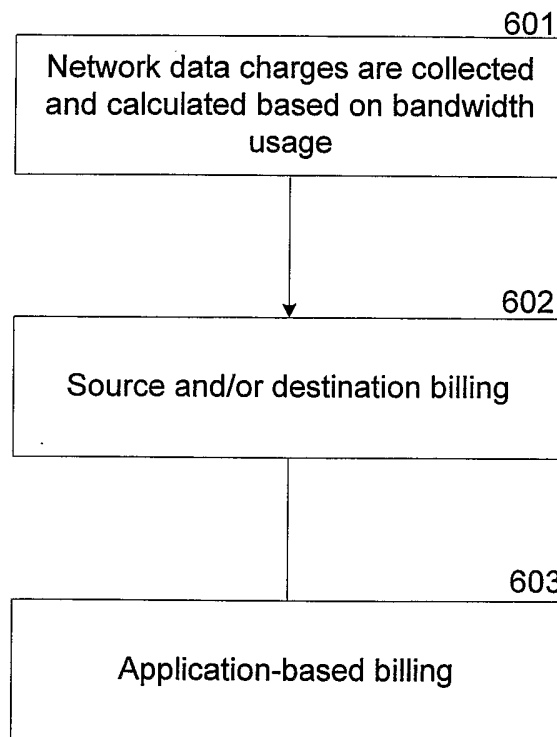 601
Network data charges are collected
and calculated based on bandwidth
usage
602
Source and/or destination billing
603
Application-based billing